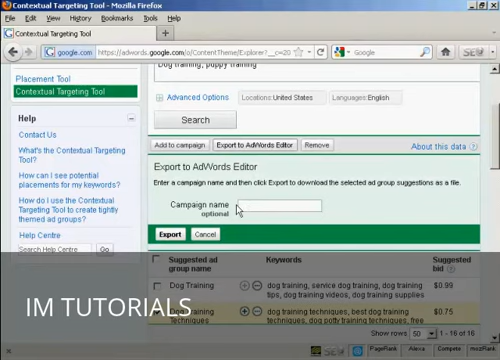 Contextual Targeting Tool - Mozilla Firefox
File Edit View History Bookmarks Tools Help
Contextual Targeting Tool
google.com https://adwords.google.com/o/ContentTheme/Explorer?__c=20 Google
Placement Tool
Contextual Targeting Tool
Help
Contact Us
What's the Contextual Targeting
Tool?
How can I see potential
placements for my keywords?
How do I use the Contextual
Targeting Tool to create tightly
themed ad groups?
Help Centre
Search Help Centre Go
Dog training, puppy training
Advanced Options Locations: United States Languages: English
Search
Add to campaign Export to AdWords Editor Remove About this data
Export to AdWords Editor
Enter a campaign name and then click Export to download the selected ad group suggestions as a file.
Campaign name
optional
Export Cancel
Suggested
ad group name Keywords Suggested
bid
Dog Training dog training, service dog training, dog training
tips, dog training videos, dog training supplies $0.99
Dog Training
Techniques dog training techniques, best dog training
techniques, dog potty training techniques, free $0.75
Show rows: 50 1 - 16 of 16
IM TUTORIALS
PageRank Alexa Compete mozRank